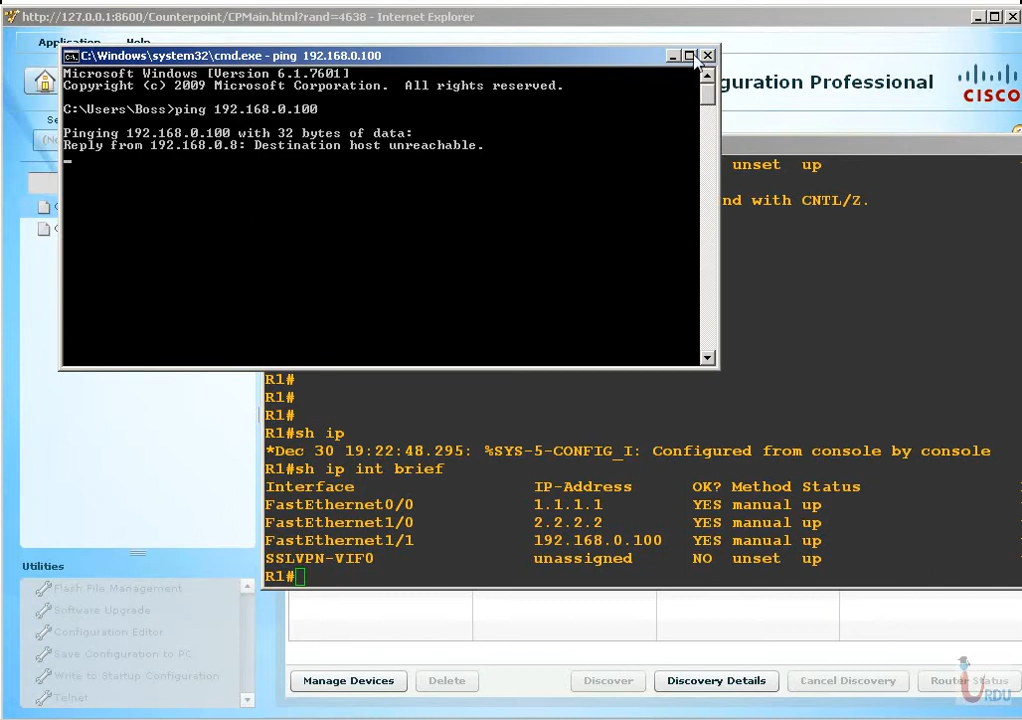 http://127.0.0.1:8600/Counterpoint/CPMain.html?rand=4638 - Internet Explorer
Application Help
C:\Windows\system32\cmd.exe - ping 192.168.0.100
Microsoft Windows [Version 6.1.7601]
Copyright (c) 2009 Microsoft Corporation. All rights reserved.
C:\Users\Boss>ping 192.168.0.100
Pinging 192.168.0.100 with 32 bytes of data:
Reply from 192.168.0.8: Destination host unreachable.
guration Professional
CISCO
unset up
nd with CNTL/Z.
R1#
R1#
R1#
R1#sh ip
*Dec 30 19:22:48.295: %SYS-5-CONFIG_I: Configured from console by console
R1#sh ip int brief
Interface IP-Address OK? Method Status
FastEthernet0/0 1.1.1.1 YES manual up
FastEthernet1/0 2.2.2.2 YES manual up
FastEthernet1/1 192.168.0.100 YES manual up
SSLVPN-VIF0 unassigned NO unset up
R1#
Utilities
Flash File Management
Software Upgrade
Configuration Editor
Save Configuration to PC
Write to Startup Configuration
Telnet
Manage Devices Delete Discover Discovery Details Cancel Discovery Router Status
URDU